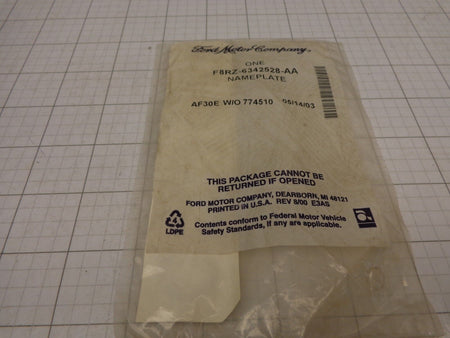 Ford Motor Company,
ONE
F8RZ-6342528-AA
NAMEPLATE
AF30E W/O 774510 05/14/03
THIS PACKAGE CANNOT BE
RETURNED IF OPENED
FORD MOTOR COMPANY, DEARBORN, MI 48121
PRINTED IN U.S.A. REV 8/00 E3AS
4
LDPE
Contents conform to Federal Motor Vehicle
Safety Standards, if any are applicable.